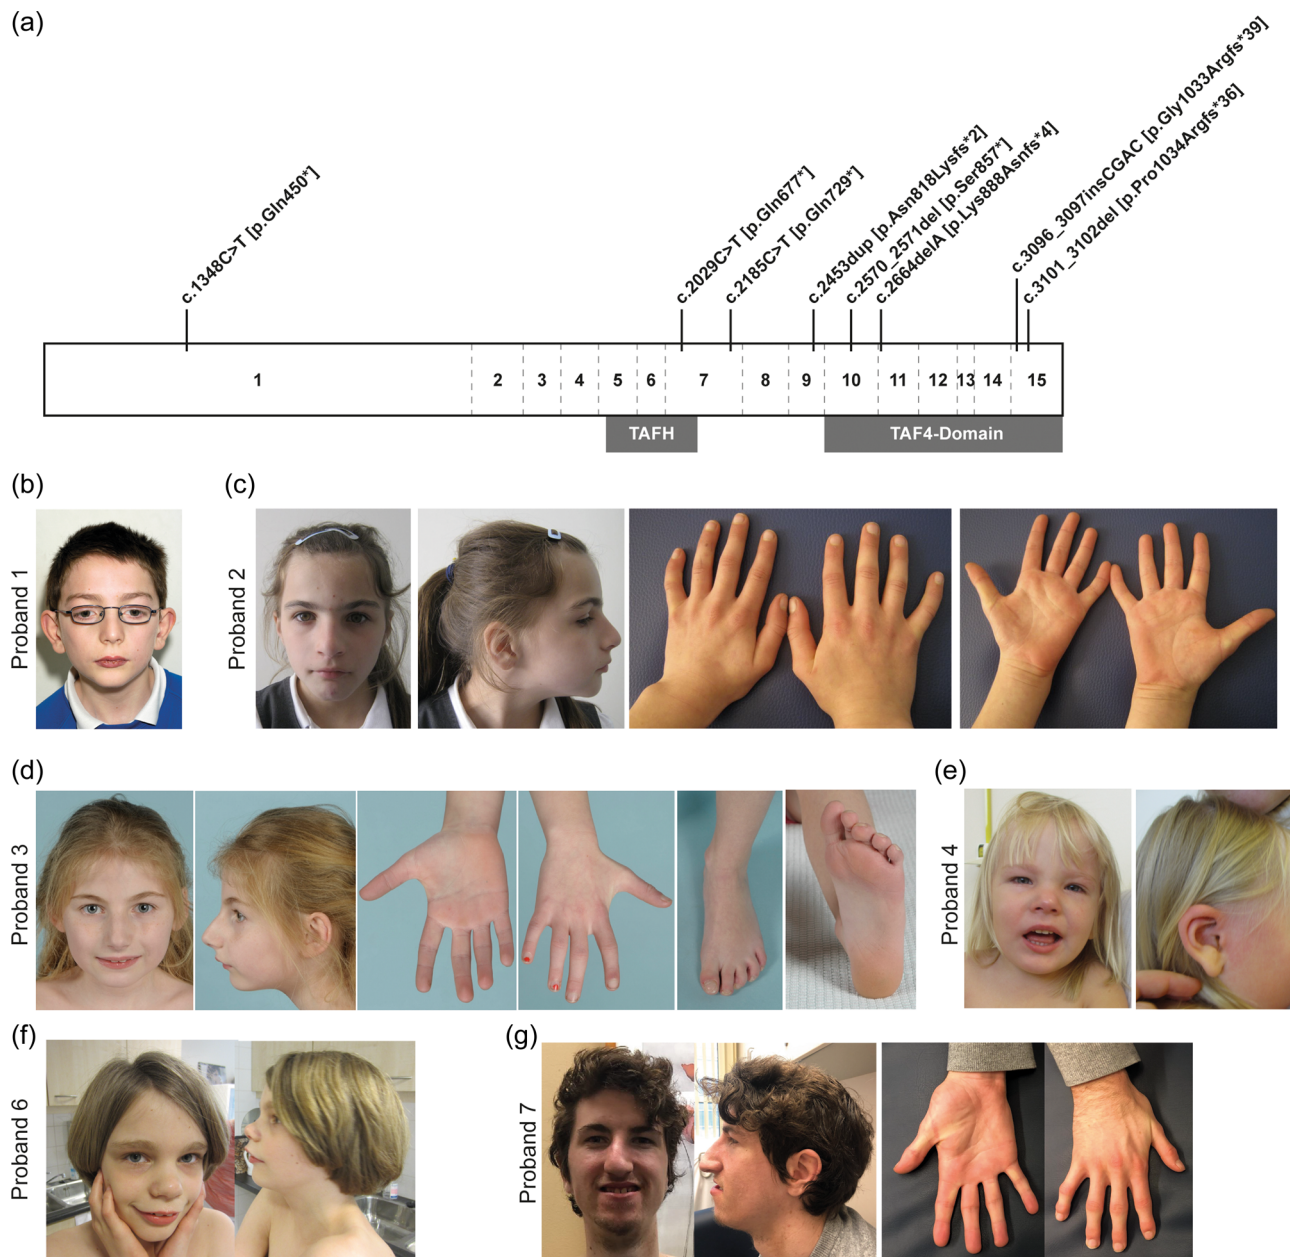 (a)
c.1348C>T [p.Gln450*]
c.2029C>T [p.Gln677*]
c.2185C>T [p.Gln729*]
c.2453dup [p.Asn818Lysfs*2]
c.2570_2571del [p.Ser857*]
c.2664delA [p.Lys888Asnfs*4]
c.3096_3097insCGAC [p.Gly1033Argfs*39]
c.3101_3102del [p.Pro1034Argfs*36]
1 2 3 4 5 6 7 8 9 10 11 12 13 14 15
TAFH TAF4-Domain
(b) (c)
Proband 1
Proband 2
(d) (e)
Proband 3
Proband 4
(f) (g)
Proband 6
Proband 7